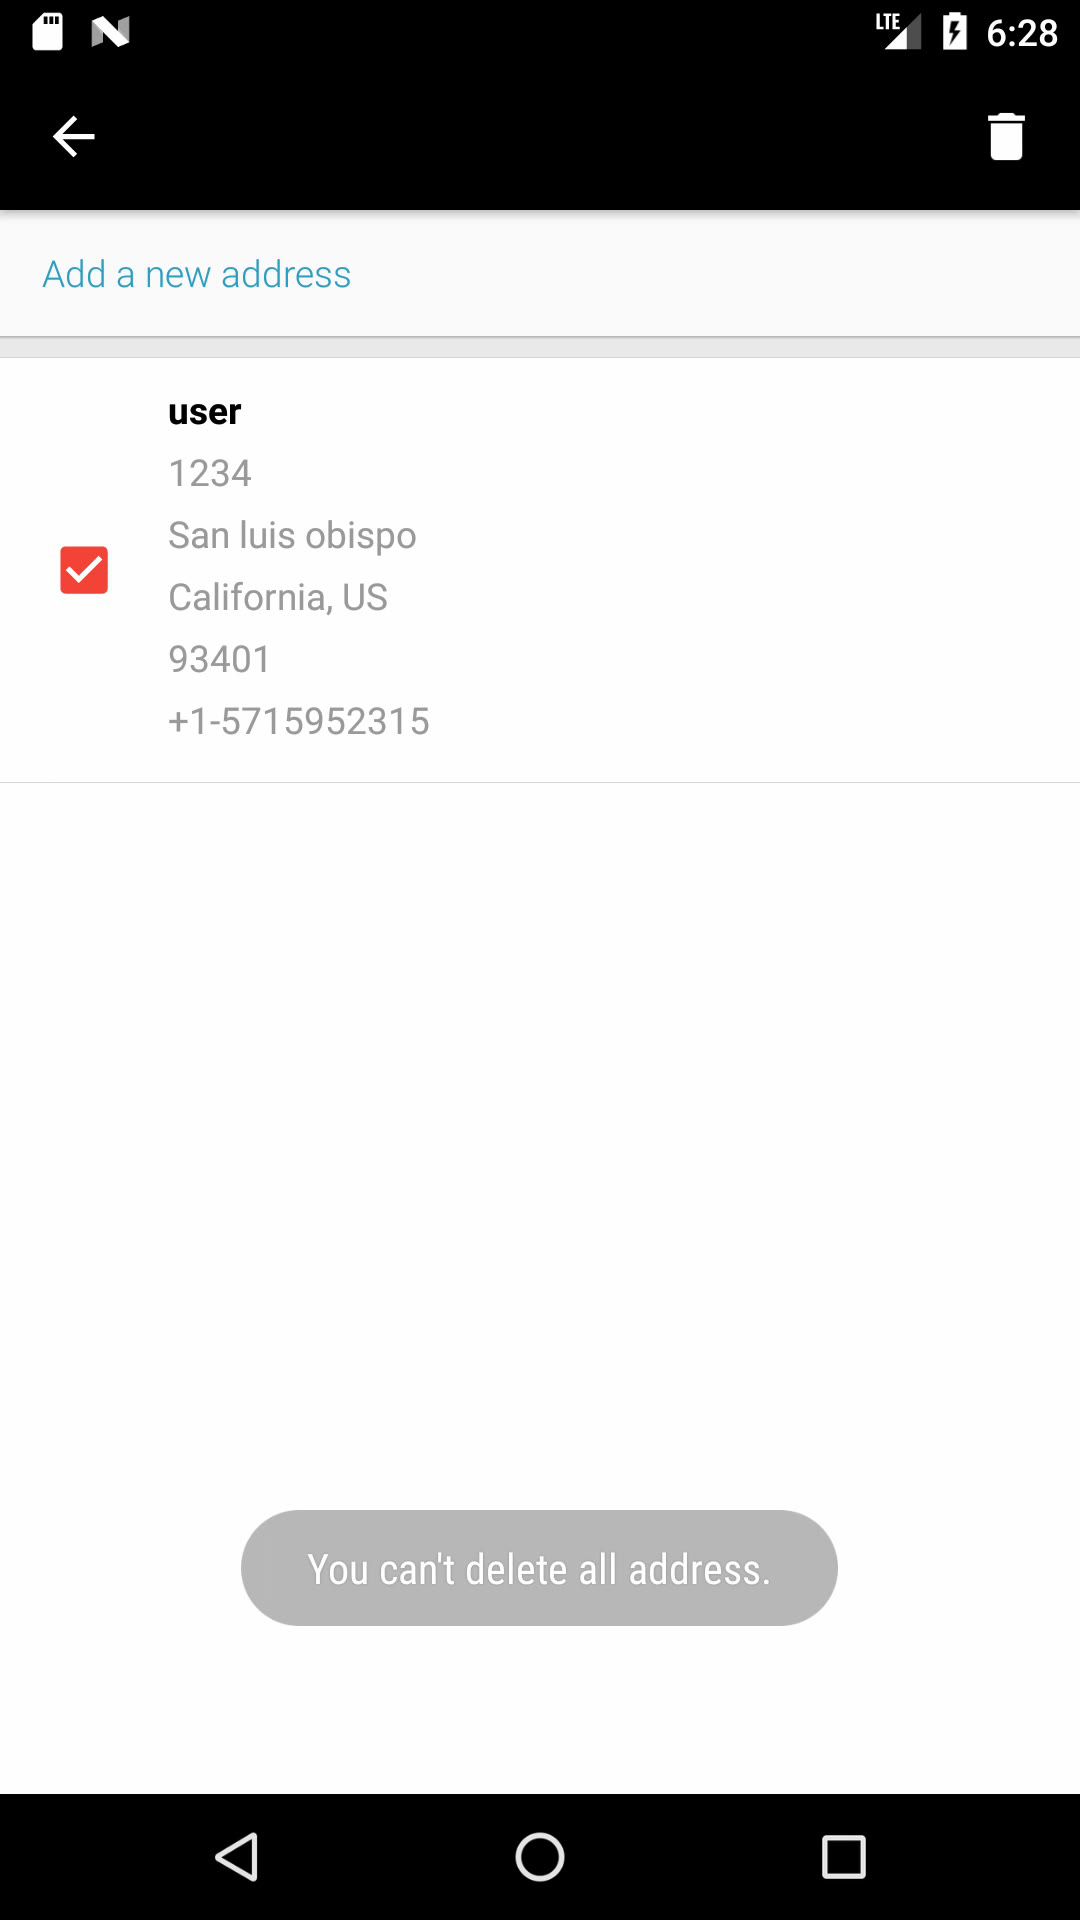 LTE 6:28
Add a new address
user
1234
San luis obispo
California, US
93401
+1-5715952315
You can't delete all address.